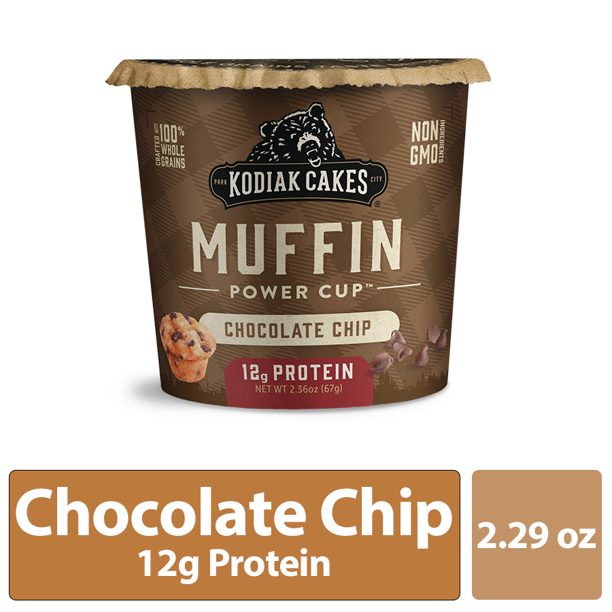 CRAFTED WITH
100%
WHOLE
GRAINS
NON
GMO
INGREDIENTS
PARK KODIAK CAKES CITY ®
MUFFIN
POWER CUP™
CHOCOLATE CHIP
12g PROTEIN
NET WT 2.36oz (67g)
Chocolate Chip
12g Protein
2.29 oz